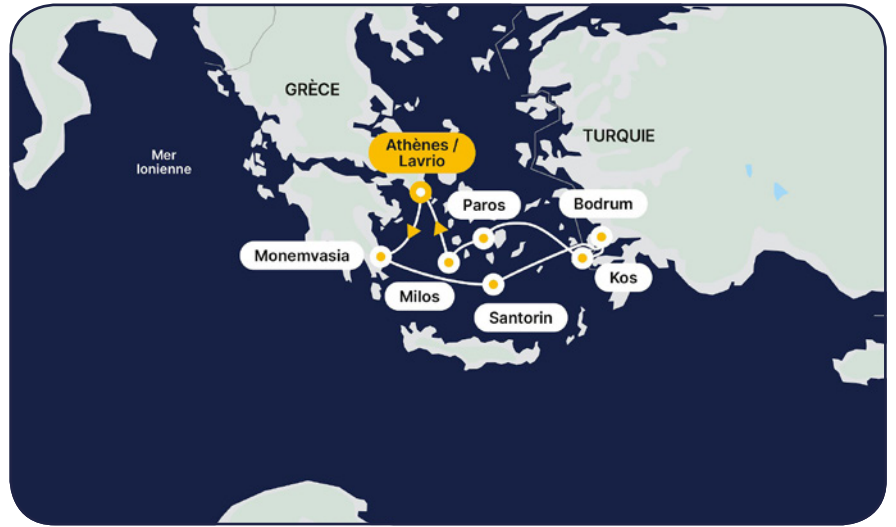 GRÈCE
TURQUIE
Mer
Ionienne
Athènes /
Lavrio
Paros
Bodrum
Monemvasia
Kos
Milos
Santorin